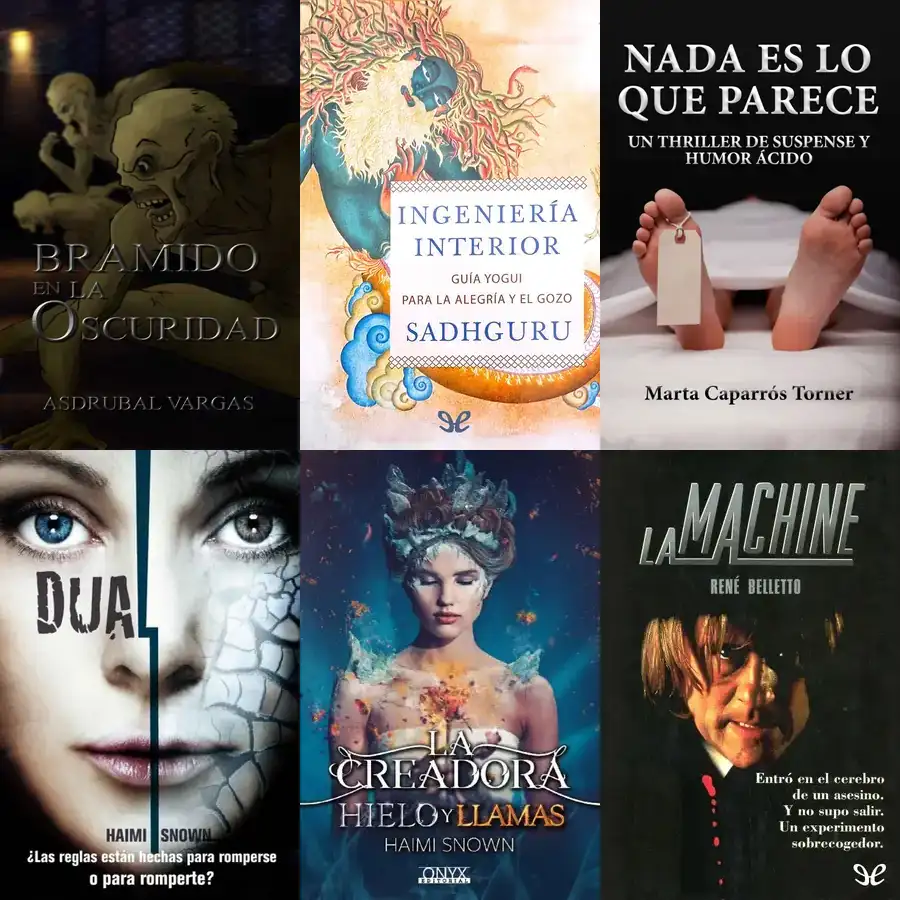 BRAMIDO
EN LA
OSCURIDAD
ASDRUBAL VARGAS
INGENIERÍA
INTERIOR
GUÍA YOGUI
PARA LA ALEGRÍA Y EL GOZO
SADHGURU
NADA ES LO
QUE PARECE
UN THRILLER DE SUSPENSE Y
HUMOR ÁCIDO
Marta Caparrós Torner
DUAL
HAIMI SNOWN
¿Las reglas están hechas para romperse
o para romperte?
LA
CREADORA
HIELO Y LLAMAS
HAIMI SNOWN
ONYX
EDITORIAL
LA MACHINE
RENÉ BELLETTO
Entró en el cerebro
de un asesino.
Y no supo salir.
Un experimento
sobrecogedor.